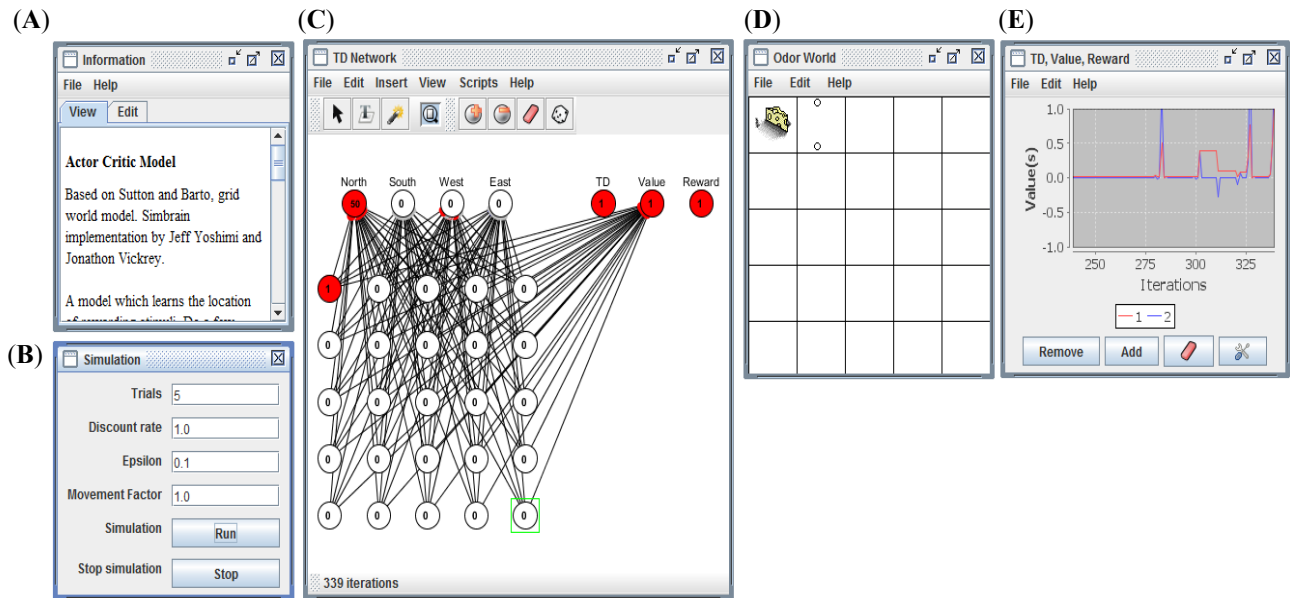 (A)
Information
File Help
View Edit
Actor Critic Model
Based on Sutton and Barto, grid
world model. Simbrain
implementation by Jeff Yoshimi and
Jonathon Vickrey.
A model which learns the location
(B)
Simulation
Trials 5
Discount rate 1.0
Epsilon 0.1
Movement Factor 1.0
Simulation Run
Stop simulation Stop
(C)
TD Network
File Edit Insert View Scripts Help
North South West East TD Value Reward
50 0 0 0 1 1 1
1 0 0 0 0
0 0 0 0 0
0 0 0 0 0
0 0 0 0 0
0 0 0 0 0
339 iterations
(D)
Odor World
File Edit Help
(E)
TD, Value, Reward
File Edit Help
Value(s)
1.0
0.5
0.0
-0.5
-1.0
250 275 300 325
Iterations
1 2
Remove Add